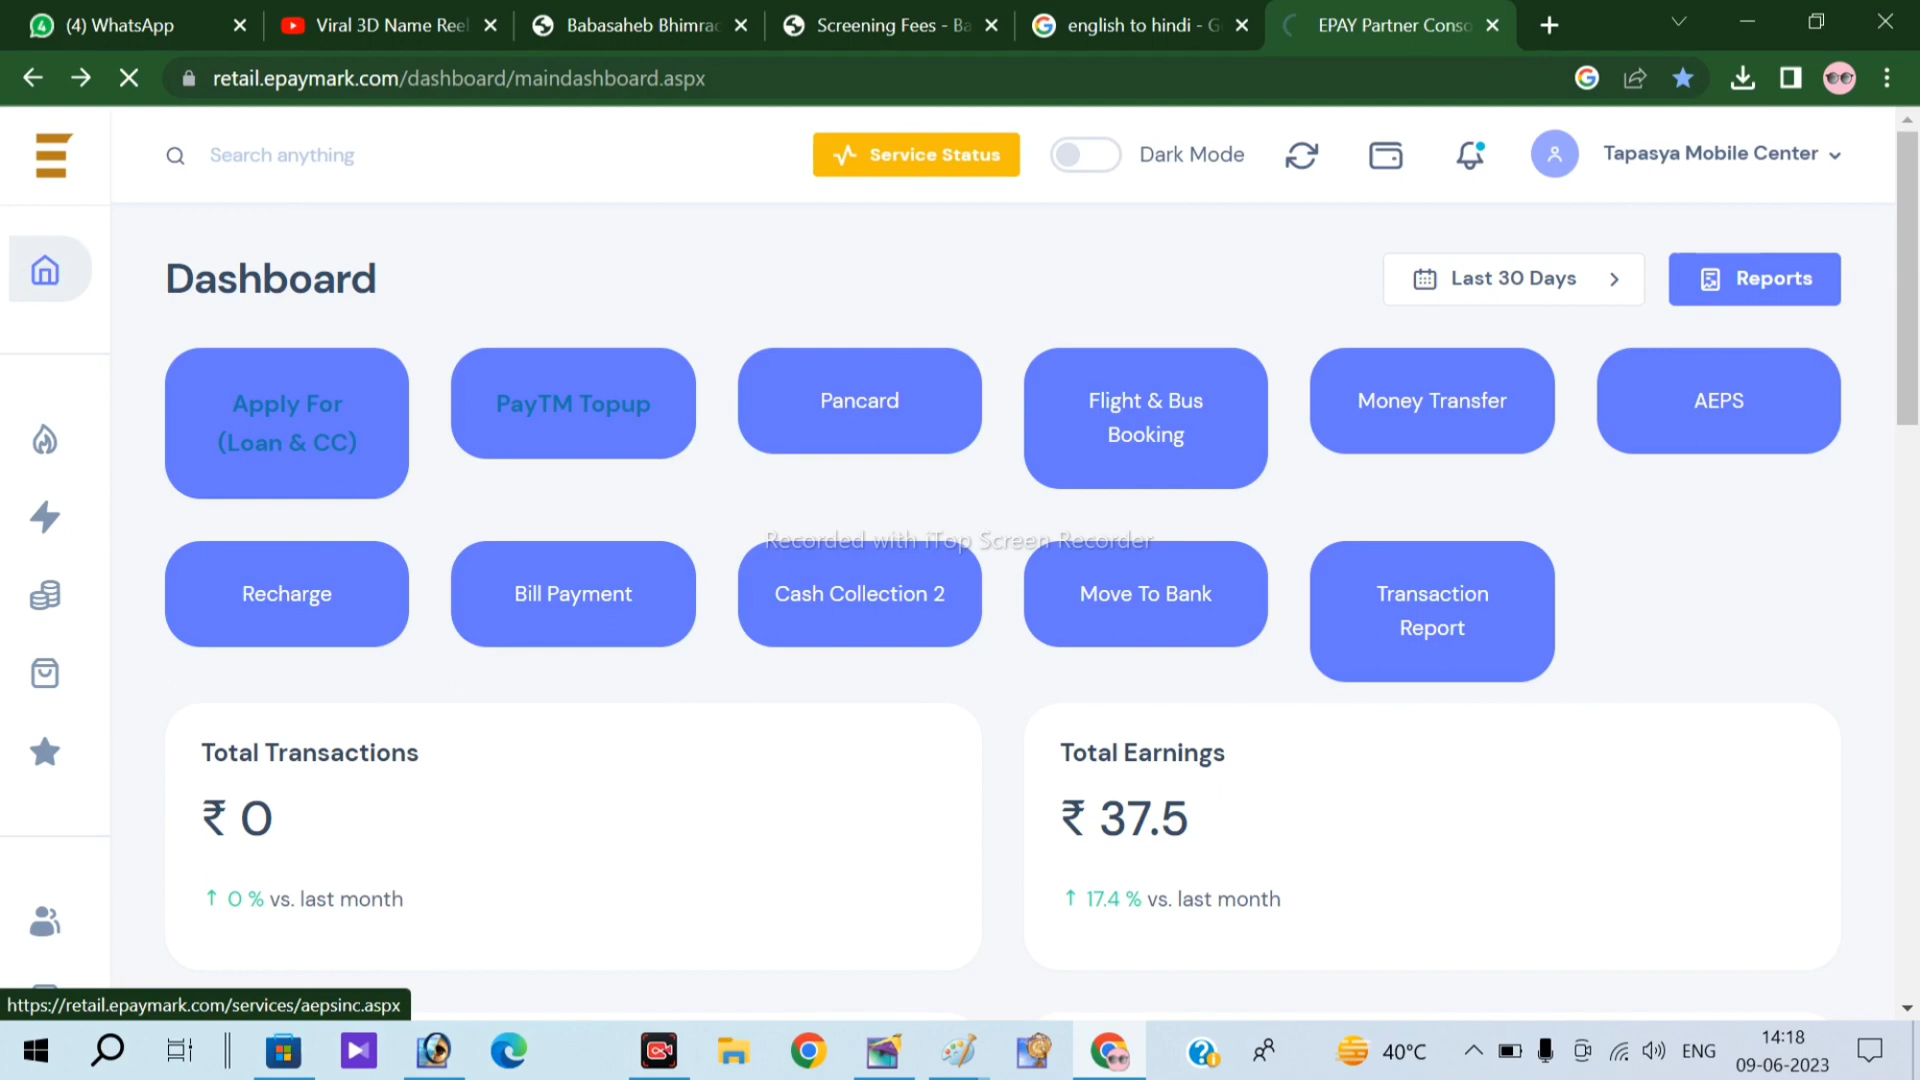 (4) WhatsApp
Viral 3D Name Reel
Babasaheb Bhimrao
Screening Fees - Ba
english to hindi - G
EPAY Partner Conso
retail.epaymark.com/dashboard/maindashboard.aspx
Search anything
Service Status
Dark Mode
Tapasya Mobile Center
Dashboard
Last 30 Days
Reports
Apply For
(Loan & CC)
PayTM Topup
Pancard
Flight & Bus
Booking
Money Transfer
AEPS
Recorded with iTop Screen Recorder
Recharge
Bill Payment
Cash Collection 2
Move To Bank
Transaction
Report
Total Transactions
₹ 0
↑ 0 % vs. last month
Total Earnings
₹ 37.5
↑ 17.4 % vs. last month
https://retail.epaymark.com/services/aepsinc.aspx
40°C
ENG
14:18
09-06-2023